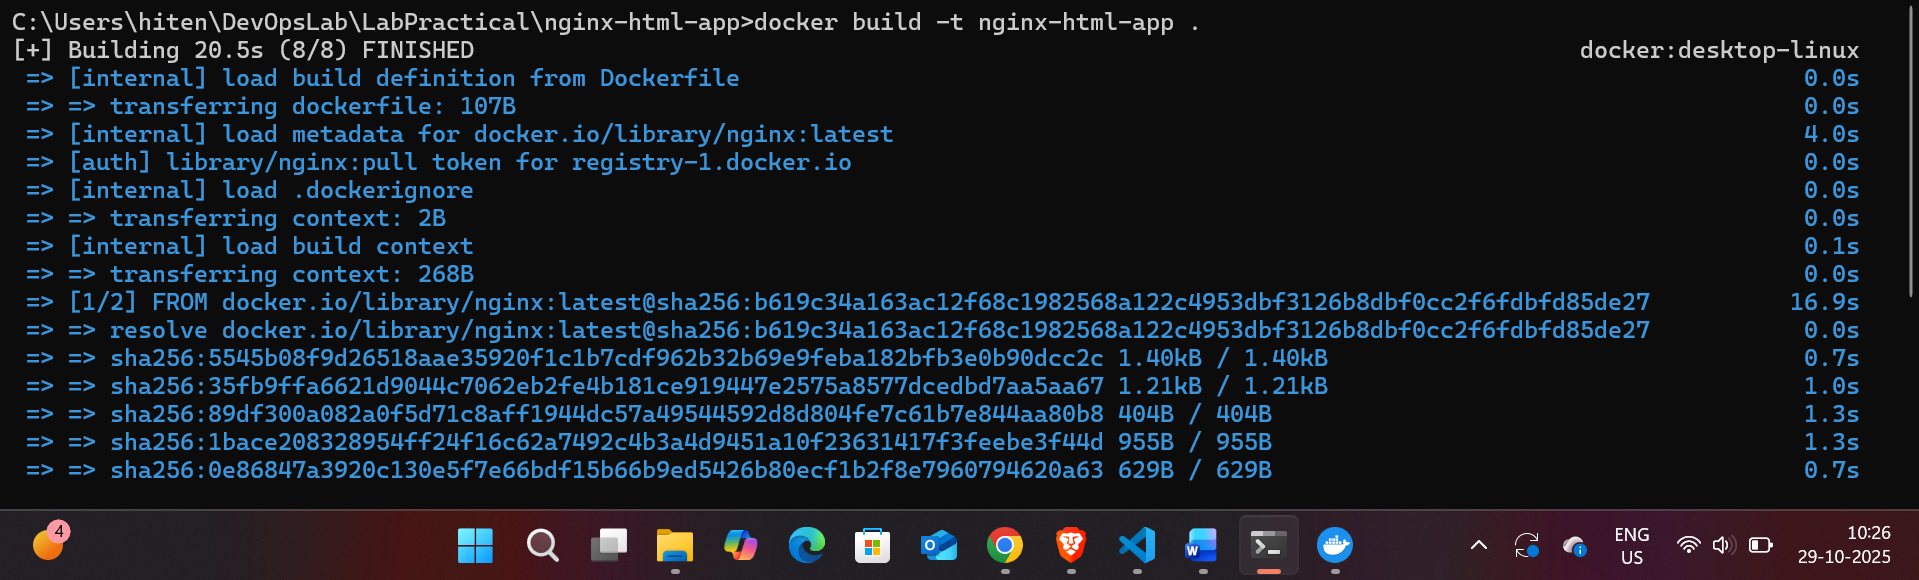 C:\Users\hiten\DevOpsLab\LabPractical\nginx-html-app>docker build -t nginx-html-app .
[+] Building 20.5s (8/8) FINISHED docker:desktop-linux
=> [internal] load build definition from Dockerfile 0.0s
=> => transferring dockerfile: 107B 0.0s
=> [internal] load metadata for docker.io/library/nginx:latest 4.0s
=> [auth] library/nginx:pull token for registry-1.docker.io 0.0s
=> [internal] load .dockerignore 0.0s
=> => transferring context: 2B 0.0s
=> [internal] load build context 0.1s
=> => transferring context: 268B 0.0s
=> [1/2] FROM docker.io/library/nginx:latest@sha256:b619c34a163ac12f68c1982568a122c4953dbf3126b8dbf0cc2f6fdbfd85de27 16.9s
=> => resolve docker.io/library/nginx:latest@sha256:b619c34a163ac12f68c1982568a122c4953dbf3126b8dbf0cc2f6fdbfd85de27 0.0s
=> => sha256:5545b08f9d26518aae35920f1c1b7cdf962b32b69e9feba182bfb3e0b90dcc2c 1.40kB / 1.40kB 0.7s
=> => sha256:35fb9ffa6621d9044c7062eb2fe4b181ce919447e2575a8577dcedbd7aa5aa67 1.21kB / 1.21kB 1.0s
=> => sha256:89df300a082a0f5d71c8aff1944dc57a49544592d8d804fe7c61b7e844aa80b8 404B / 404B 1.3s
=> => sha256:1bace208328954ff24f16c62a7492c4b3a4d9451a10f23631417f3feebe3f44d 955B / 955B 1.3s
=> => sha256:0e86847a3920c130e5f7e66bdf15b66b9ed5426b80ecf1b2f8e7960794620a63 629B / 629B 0.7s
4
ENG
US
10:26
29-10-2025